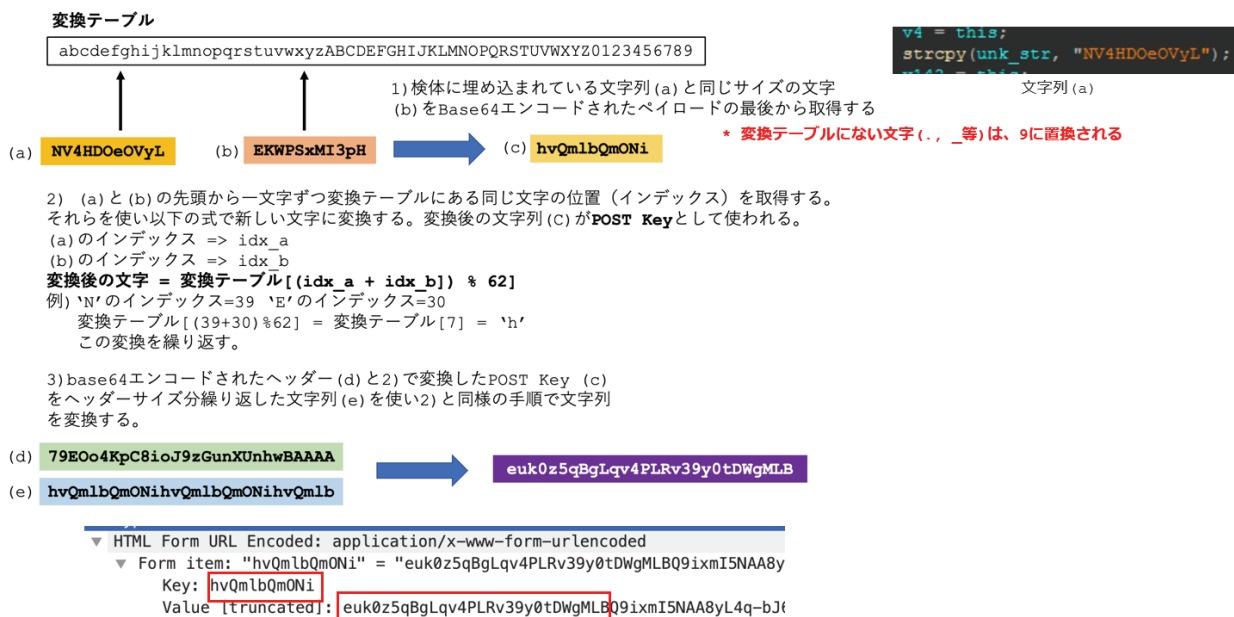 変換テーブル
abcdefghijklmnopqrstuvwxyzABCDEFGHIJKLMNOPQRSTUVWXYZ0123456789
v4 = this;
strcpy(unk_str, "NV4HDOeOVyL");
v142 = this;
文字列(a)
1)検体に埋め込まれている文字列(a)と同じサイズの文字
(b)をBase64エンコードされたペイロードの最後から取得する
* 変換テーブルにない文字(., _等)は、9に置換される
(a) NV4HDOeOVyL (b) EKWPSxMI3pH (c) hvQmlbQmONi
2) (a)と(b)の先頭から一文字ずつ変換テーブルにある同じ文字の位置（インデックス）を取得する。
それらを使い以下の式で新しい文字に変換する。変換後の文字列(C)がPOST Keyとして使われる。
(a)のインデックス => idx_a
(b)のインデックス => idx_b
変換後の文字 = 変換テーブル[(idx_a + idx_b]) % 62]
例)‘N’のインデックス=39 ‘E’のインデックス=30
変換テーブル[(39+30)%62] = 変換テーブル[7] = ‘h’
この変換を繰り返す。
3)base64エンコードされたヘッダー(d)と2)で変換したPOST Key (c)
をヘッダーサイズ分繰り返した文字列(e)を使い2)と同様の手順で文字列
を変換する。
(d) 79EOo4KpC8ioJ9zGunXUnhwBAAAA
euk0z5qBgLqv4PLRv39y0tDWgMLB
(e) hvQmlbQmONihvQmlbQmONihvQmlb
HTML Form URL Encoded: application/x-www-form-urlencoded
Form item: "hvQmlbQmONi" = "euk0z5qBgLqv4PLRv39y0tDWgMLBQ9ixmI5NAA8y
Key: hvQmlbQmONi
Value [truncated]: euk0z5qBgLqv4PLRv39y0tDWgMLBQ9ixmI5NAA8yL4q-bJ6